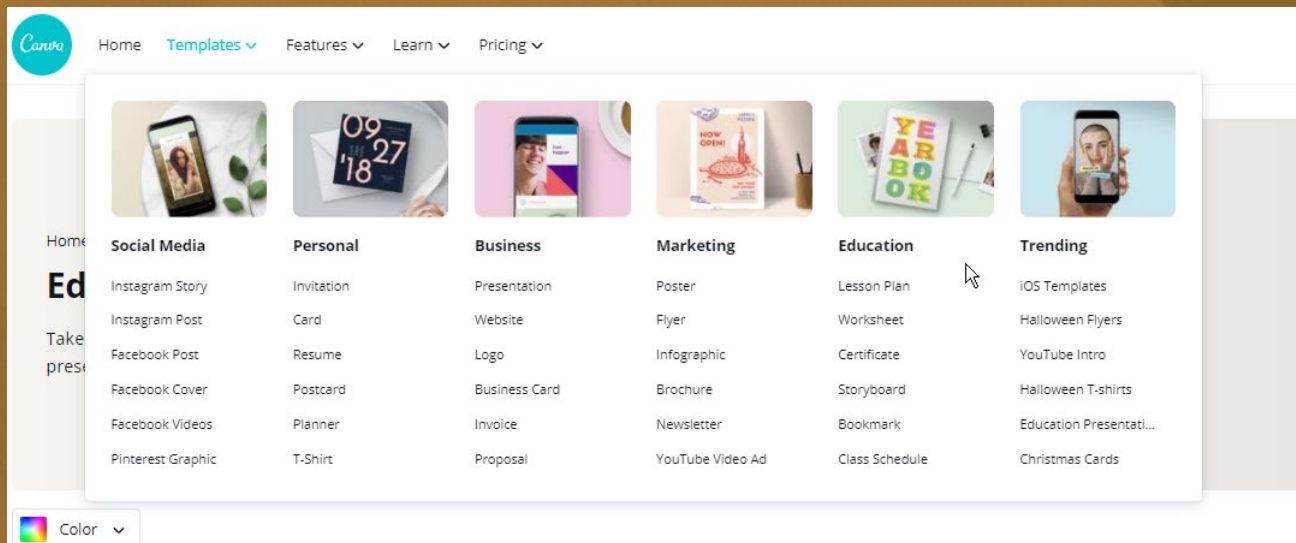 Canva
Home Templates Features Learn Pricing
09
27
'18
NOW OPEN!
YEARBOOK
Social Media Personal Business Marketing Education Trending
Instagram Story Invitation Presentation Poster Lesson Plan iOS Templates
Instagram Post Card Website Flyer Worksheet Halloween Flyers
Facebook Post Resume Logo Infographic Certificate YouTube Intro
Facebook Cover Postcard Business Card Brochure Storyboard Halloween T-shirts
Facebook Videos Planner Invoice Newsletter Bookmark Education Presentati...
Pinterest Graphic T-Shirt Proposal YouTube Video Ad Class Schedule Christmas Cards
Home
Ed
Take
prese
Color